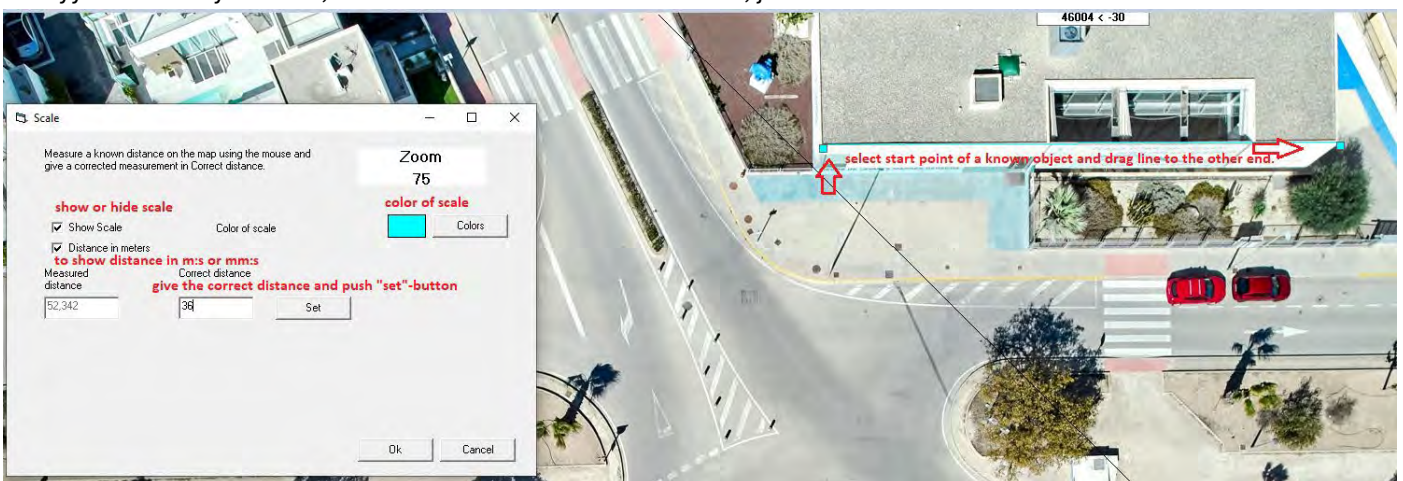 46004 < -30
Scale
Measure a known distance on the map using the mouse and
give a corrected measurement in Correct distance.
Zoom
75
show or hide scale
color of scale
Show Scale
Color of scale
Colors
Distance in meters
to show distance in m:s or mm:s
Measured
distance
Correct distance
give the correct distance and push "set"-button
52,342
36
Set
Ok
Cancel
select start point of a known object and drag line to the other end.